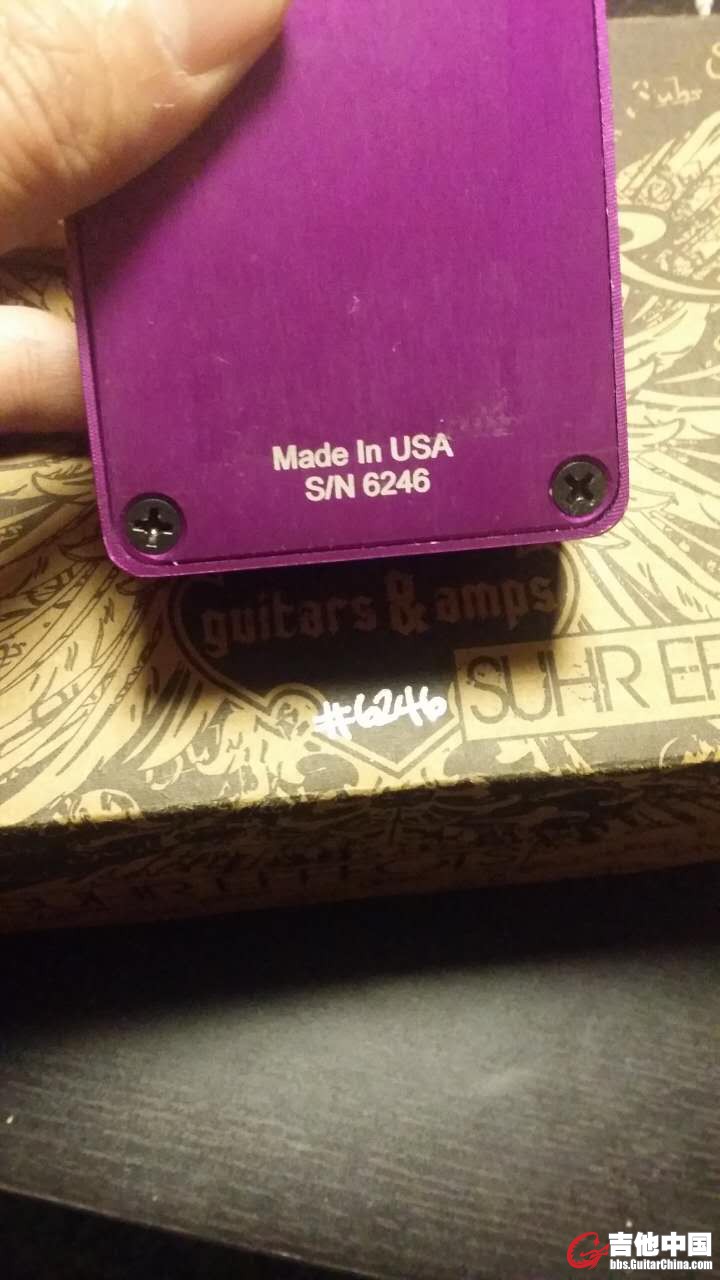 Made In USA
S/N 6246
guitars & amps
SUHR EF
#6246
吉他中国
bbs.GuitarChina.com